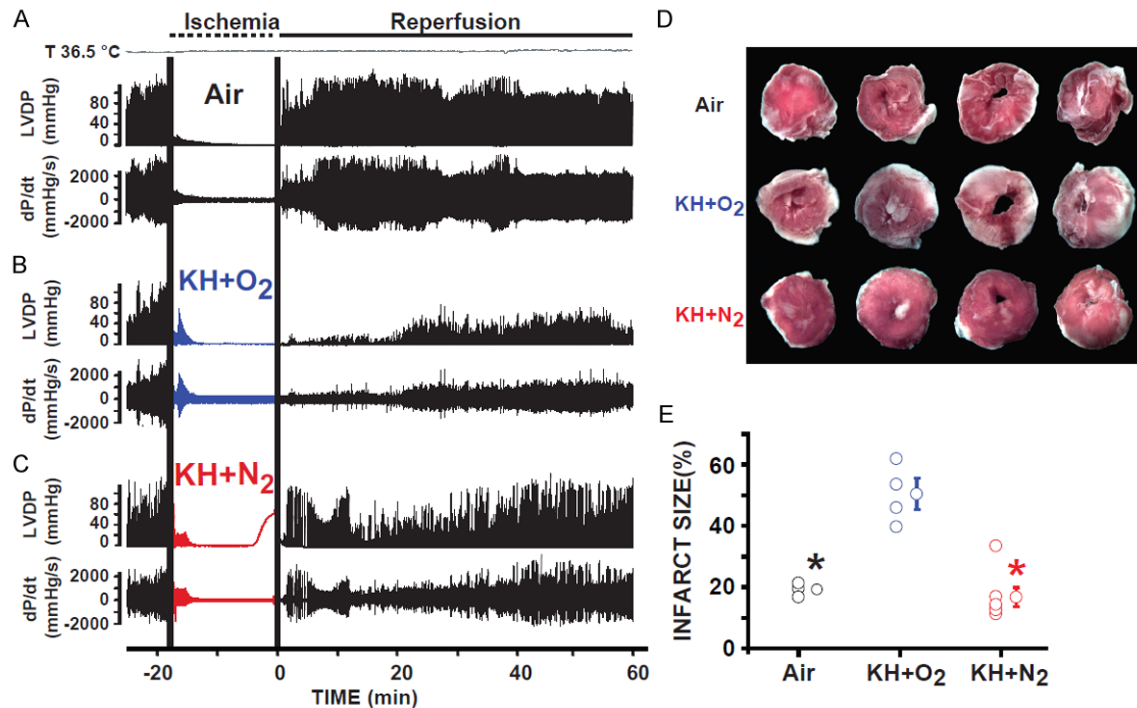 A
Ischemia
Reperfusion
T 36.5 °C
Air
LVDP
(mmHg)
80
40
0
dP/dt
(mmHg/s)
2000
0
-2000
B
KH+O2
LVDP
(mmHg)
80
40
0
dP/dt
(mmHg/s)
2000
0
-2000
C
KH+N2
LVDP
(mmHg)
80
40
0
dP/dt
(mmHg/s)
2000
0
-2000
-20
0
20
40
60
TIME (min)
D
Air
KH+O2
KH+N2
E
INFARCT SIZE(%)
60
40
20
0
*
*
Air
KH+O2
KH+N2